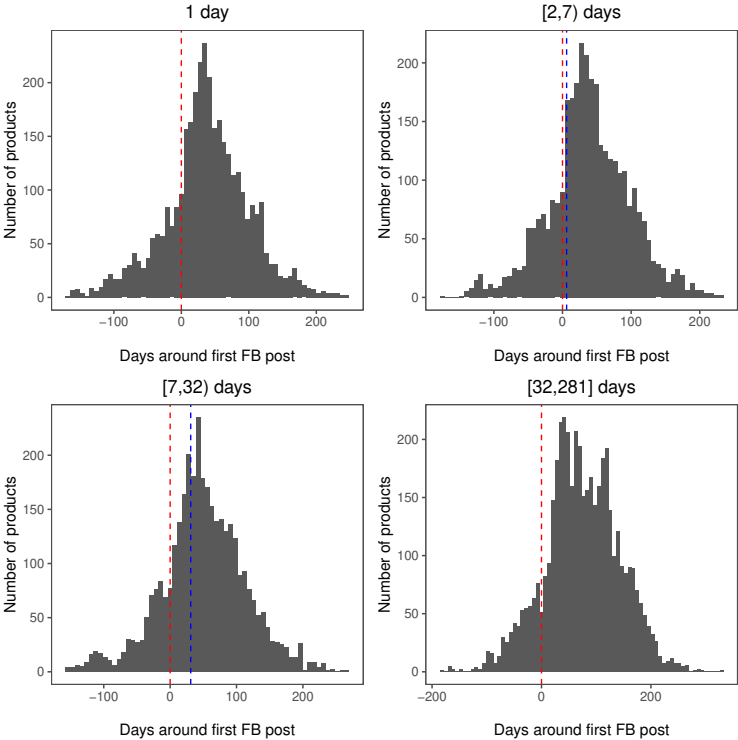 1 day
Number of products
200
150
100
50
0
−100 0 100 200
Days around first FB post
[2,7) days
Number of products
200
150
100
50
0
−100 0 100 200
Days around first FB post
[7,32) days
Number of products
200
150
100
50
0
−100 0 100 200
Days around first FB post
[32,281] days
Number of products
200
150
100
50
0
−200 0 200
Days around first FB post